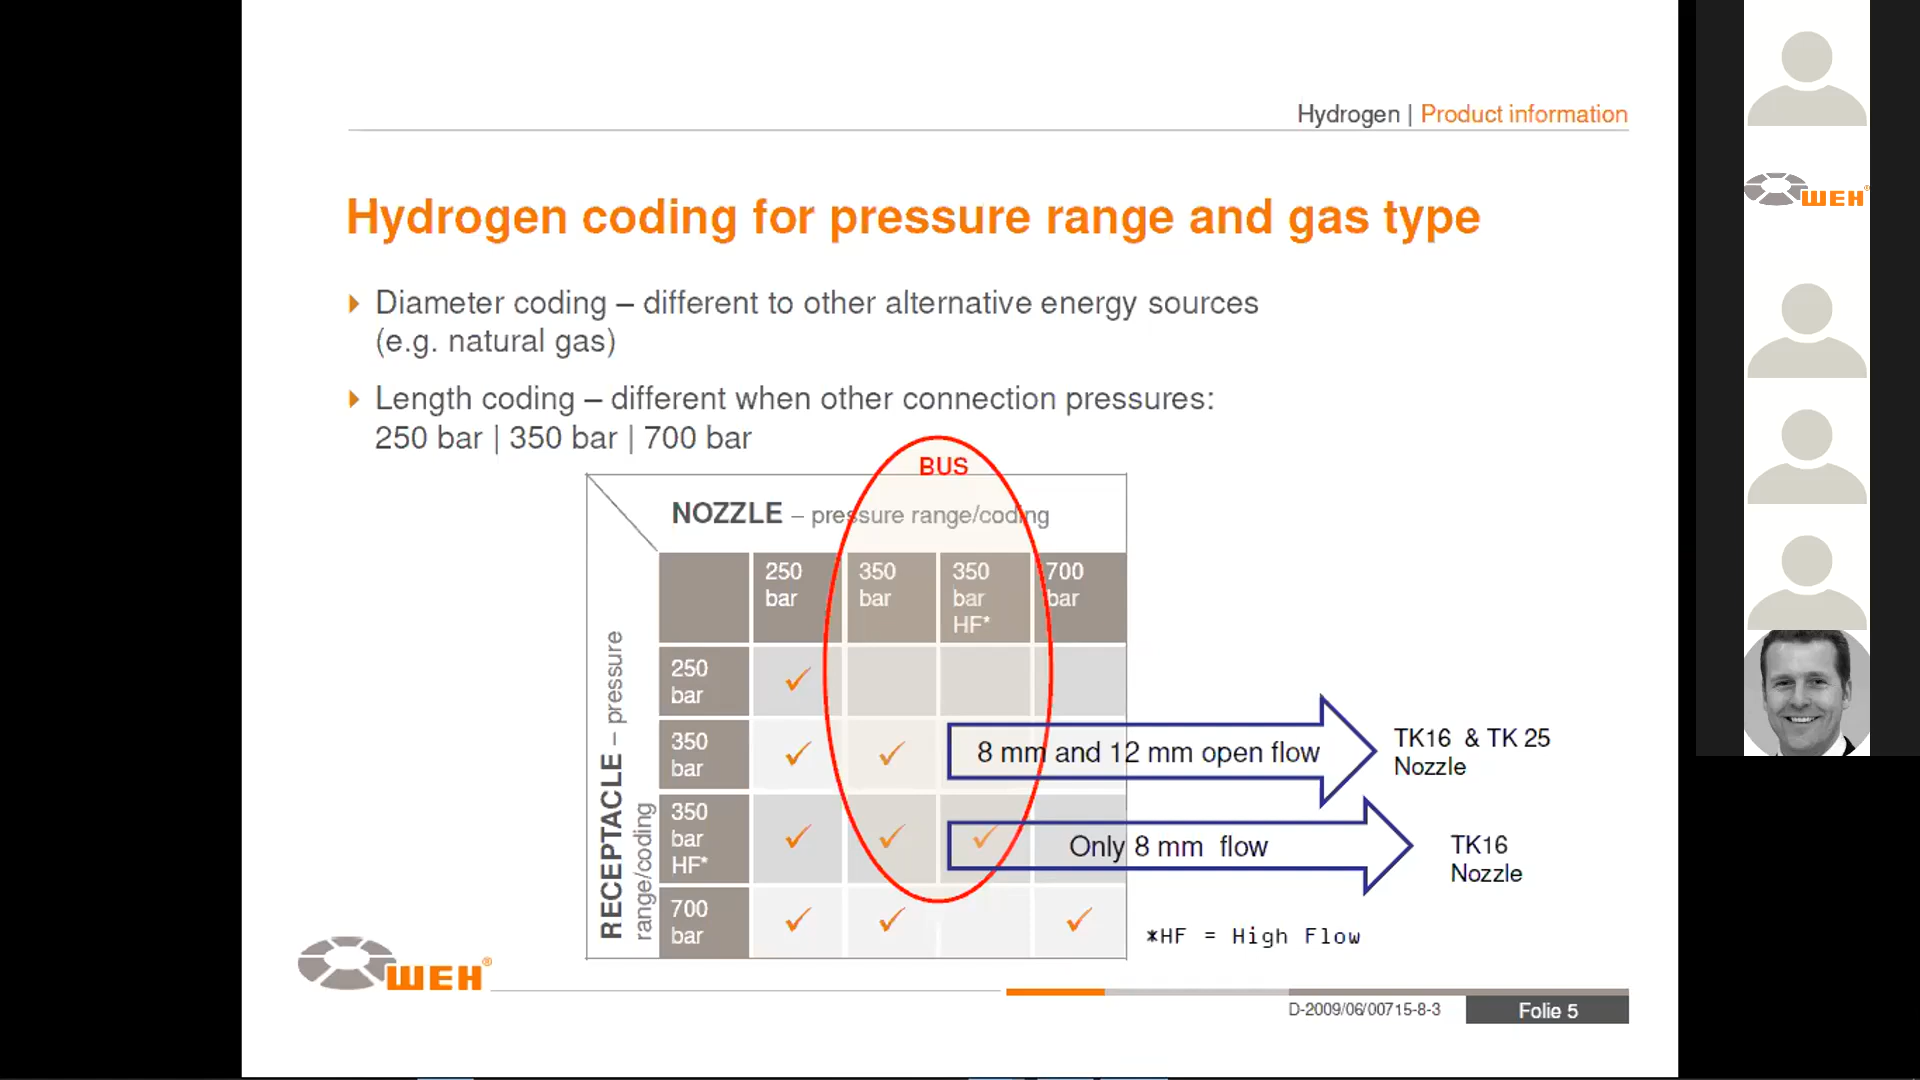 Hydrogen | Product information
WEH®
Hydrogen coding for pressure range and gas type
Diameter coding – different to other alternative energy sources
(e.g. natural gas)
Length coding – different when other connection pressures:
250 bar | 350 bar | 700 bar
BUS
NOZZLE – pressure range/coding
250
bar
350
bar
350
bar
HF*
700
bar
RECEPTACLE – pressure
range/coding
250
bar
350
bar
350
bar
HF*
700
bar
8 mm and 12 mm open flow
TK16 & TK 25
Nozzle
Only 8 mm flow
TK16
Nozzle
*HF = High Flow
WEH®
D-2009/06/00715-8-3
Folie 5